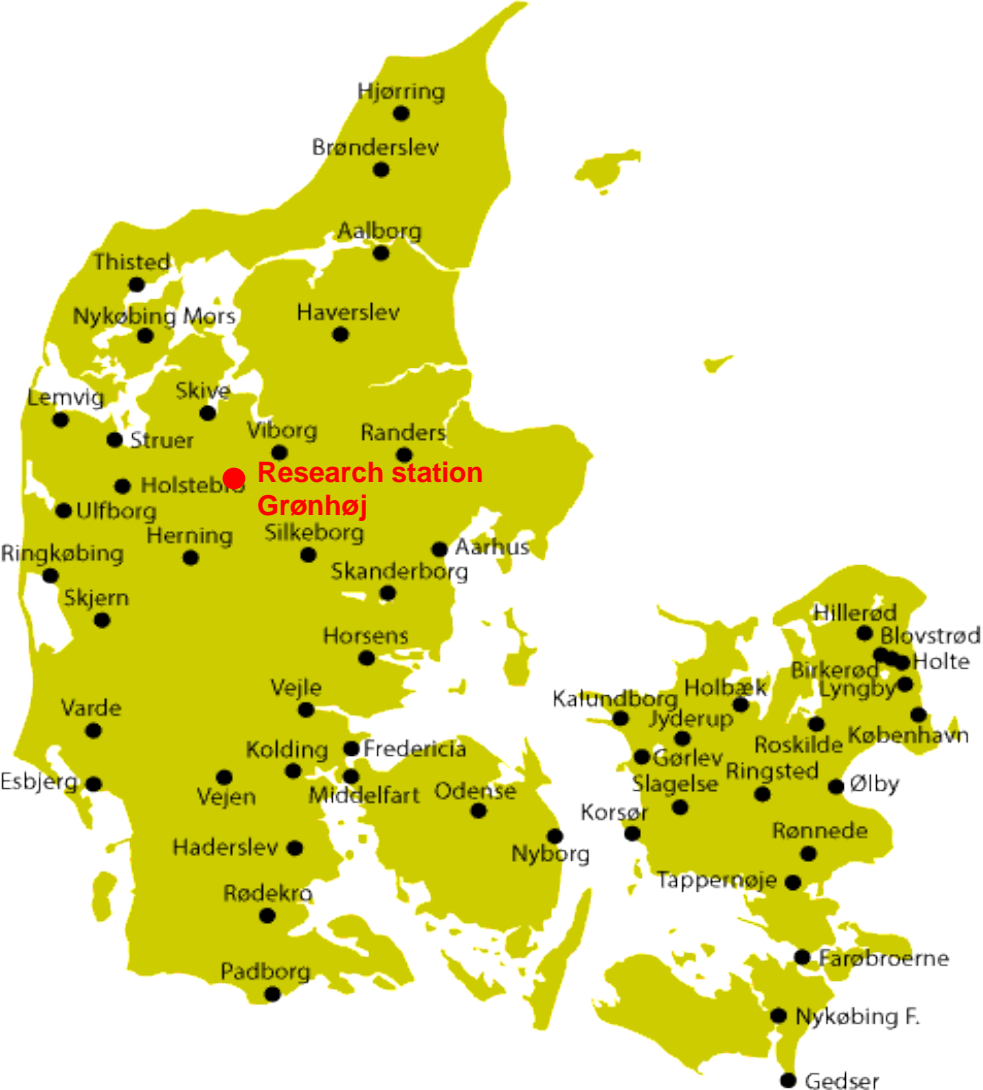 Hjørring
Brønderslev
Aalborg
Thisted
Nykøbing Mors
Haverslev
Skive
Lemvig
Struer
Viborg
Randers
Research station
Grønhøj
Holstebro
Ulfborg
Herning
Silkeborg
Aarhus
Ringkøbing
Skanderborg
Skjern
Horsens
Hillerød
Blovstrød
Birkerød
Holte
Lyngby
Vejle
Kalundborg
Holbæk
Jyderup
Varde
Roskilde
København
Kolding
Fredericia
Gørlev
Ringsted
Esbjerg
Vejen
Middelfart
Odense
Slagelse
Ølby
Korsør
Rønnede
Haderslev
Nyborg
Tappernøje
Rødekro
Padborg
Farøbroerne
Nykøbing F.
Gedser